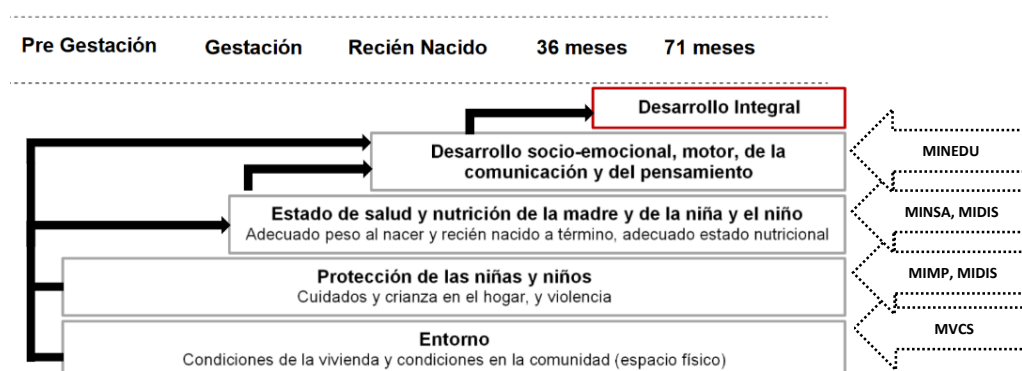 Pre Gestación Gestación Recién Nacido 36 meses 71 meses
Desarrollo Integral
Desarrollo socio-emocional, motor, de la
comunicación y del pensamiento
MINEDU
Estado de salud y nutrición de la madre y de la niña y el niño
Adecuado peso al nacer y recién nacido a término, adecuado estado nutricional
MINSA, MIDIS
Protección de las niñas y niños
Cuidados y crianza en el hogar, y violencia
MIMP, MIDIS
Entorno
Condiciones de la vivienda y condiciones en la comunidad (espacio físico)
MVCS